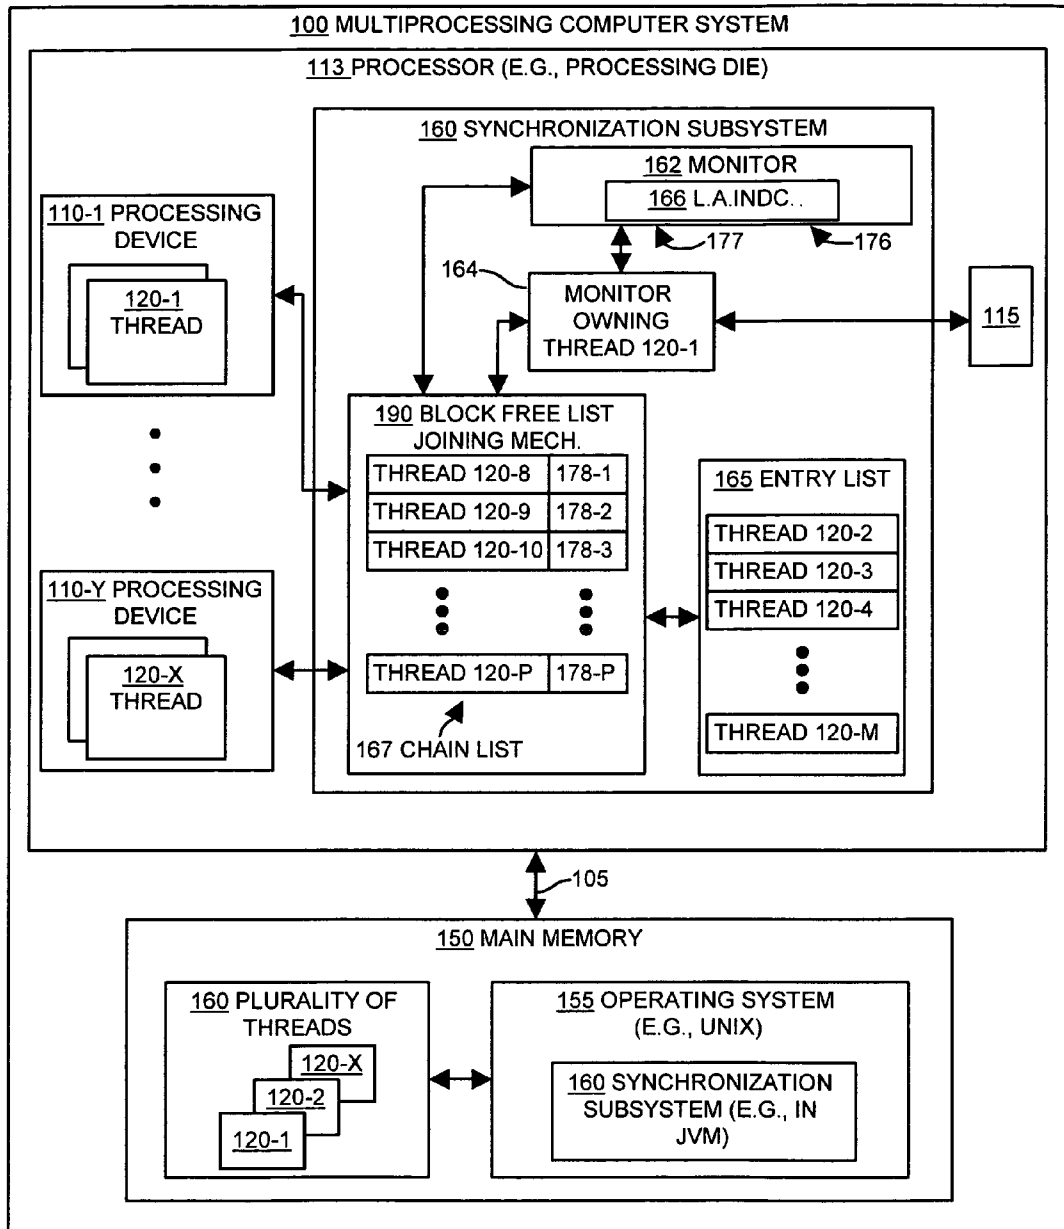 100 MULTIPROCESSING COMPUTER SYSTEM
113 PROCESSOR (E.G., PROCESSING DIE)
160 SYNCHRONIZATION SUBSYSTEM
162 MONITOR
166 L.A.INDC. .
177
176
110-1 PROCESSING
DEVICE
120-1
THREAD
164
MONITOR
OWNING
THREAD 120-1
115
190 BLOCK FREE LIST
JOINING MECH.
THREAD 120-8 178-1
THREAD 120-9 178-2
THREAD 120-10 178-3
THREAD 120-P 178-P
167 CHAIN LIST
165 ENTRY LIST
THREAD 120-2
THREAD 120-3
THREAD 120-4
THREAD 120-M
110-Y PROCESSING
DEVICE
120-X
THREAD
105
150 MAIN MEMORY
160 PLURALITY OF
THREADS
120-X
120-2
120-1
155 OPERATING SYSTEM
(E.G., UNIX)
160 SYNCHRONIZATION
SUBSYSTEM (E.G., IN
JVM)